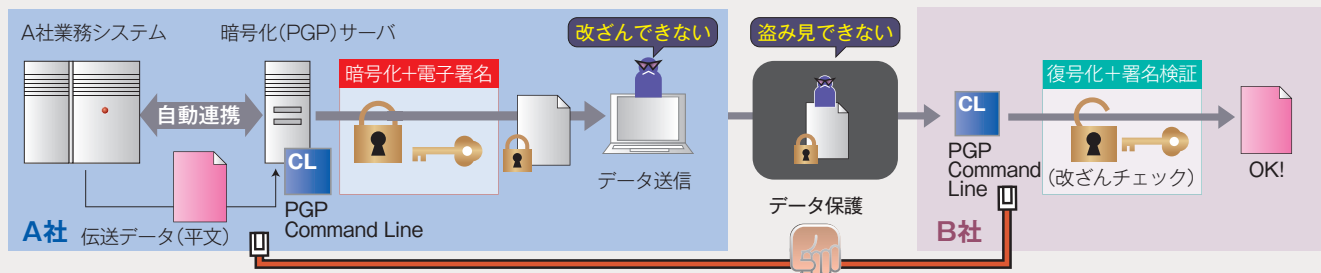 A社業務システム
暗号化(PGP)サーバ
自動連携
伝送データ(平文)
A社
CL
PGP
Command Line
暗号化+電子署名
改ざんできない
データ送信
盗み見できない
データ保護
CL
PGP
Command
Line
復号化+署名検証
(改ざんチェック)
OK!
B社